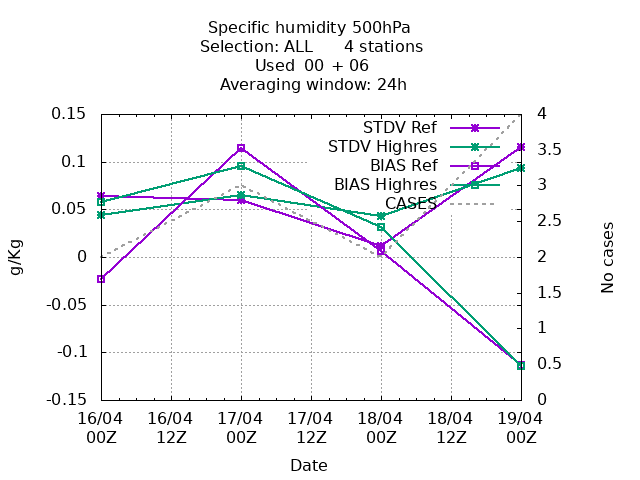 Specific humidity 500hPa
Selection: ALL 4 stations
Used 00 + 06
Averaging window: 24h
0.15
0.1
0.05
0
-0.05
-0.1
-0.15
g/Kg
STDV Ref
STDV Highres
BIAS Ref
BIAS Highres
CASES
4
3.5
3
2.5
2
1.5
1
0.5
0
No cases
16/04 16/04 17/04 17/04 18/04 18/04 19/04
00Z 12Z 00Z 12Z 00Z 12Z 00Z
Date